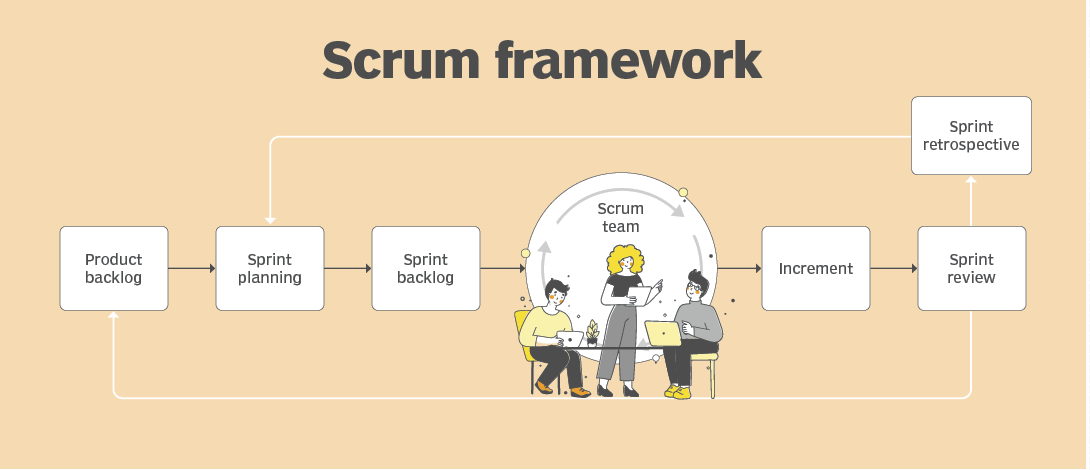 Scrum framework
Sprint
retrospective
Product
backlog
Sprint
planning
Sprint
backlog
Scrum
team
Increment
Sprint
review